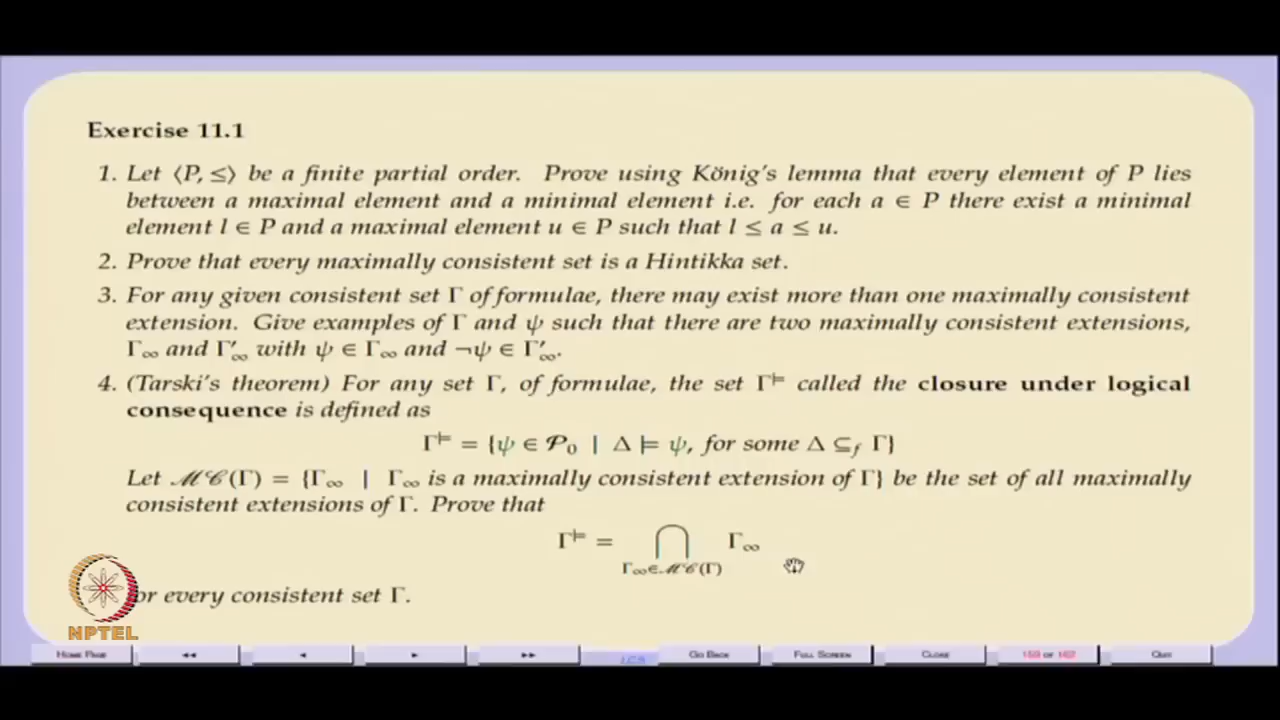 Exercise 11.1
1. Let ⟨P, ≤⟩ be a finite partial order. Prove using König's lemma that every element of P lies
between a maximal element and a minimal element i.e. for each a ∈ P there exist a minimal
element l ∈ P and a maximal element u ∈ P such that l ≤ a ≤ u.
2. Prove that every maximally consistent set is a Hintikka set.
3. For any given consistent set Γ of formulae, there may exist more than one maximally consistent
extension. Give examples of Γ and ψ such that there are two maximally consistent extensions,
Γ∞ and Γ′∞ with ψ ∈ Γ∞ and ¬ψ ∈ Γ′∞.
4. (Tarski's theorem) For any set Γ, of formulae, the set Γ⊨ called the closure under logical
consequence is defined as
Γ⊨ = {ψ ∈ 𝒫₀ | Δ ⊨ ψ, for some Δ ⊆f Γ}
Let ℳ𝒞(Γ) = {Γ∞ | Γ∞ is a maximally consistent extension of Γ} be the set of all maximally
consistent extensions of Γ. Prove that
Γ⊨ = ⋂ Γ∞
Γ∞∈ℳ𝒞(Γ)
or every consistent set Γ.
NPTEL
Home Page ◂◂ ◂ ▸ ▸▸ LCS Go Back Full Screen Close 159 of 162 Quit